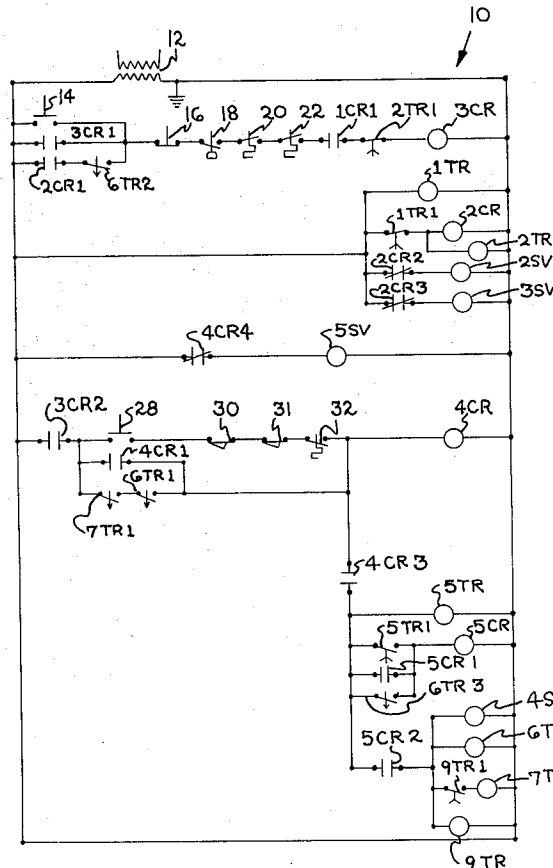 10
12
14
3CR1
16
18
20
22
1CR1
2TR1
3CR
2CR1
6TR2
1TR
1TR1
2CR
2TR
2CR2
2SV
2CR3
3SV
4CR4
5SV
3CR2
28
30
31
32
4CR
4CR1
6TR1
7TR1
4CR3
5TR
5TR1
5CR
5CR1
6TR3
4S
5CR2
6T
9TR1
7T
9TR